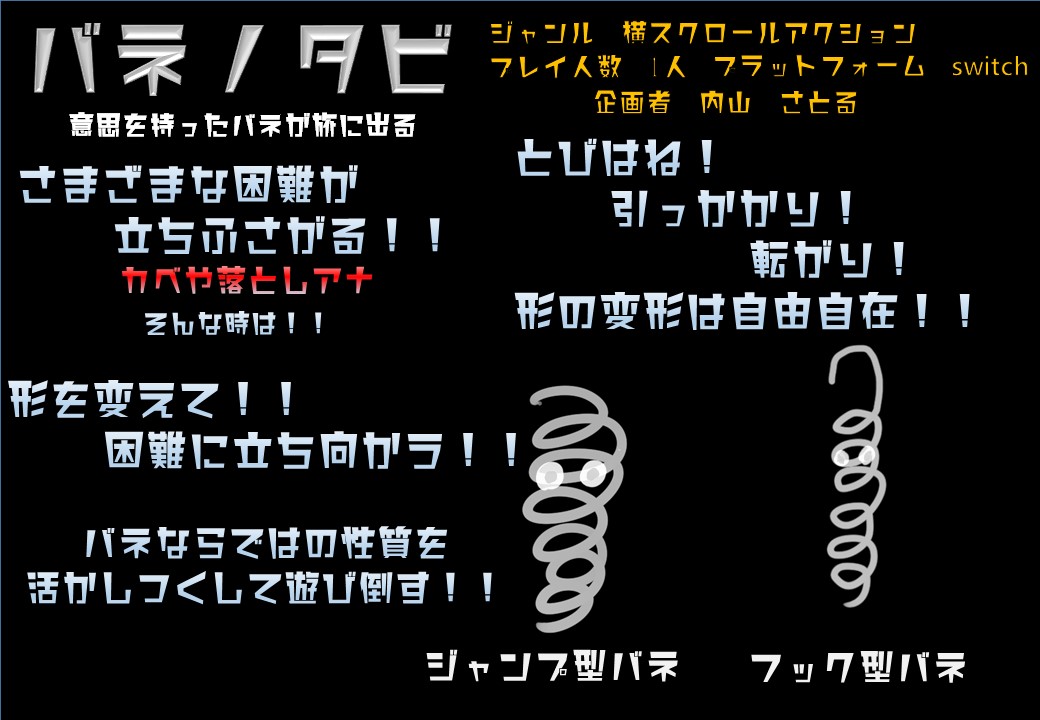 バネノタビ
意思を持ったバネが旅に出る
ジャンル　横スクロールアクション
プレイ人数　1人　プラットフォーム　switch
企画者　内山　さとる
さまざまな困難が
立ちふさがる！！
カベや落としアナ
そんな時は！！
形を変えて！！
困難に立ち向かう！！
バネならではの性質を
活かしつくして遊び倒す！！
とびはね！
引っかかり！
転がり！
形の変形は自由自在！！
ジャンプ型バネ
フック型バネ